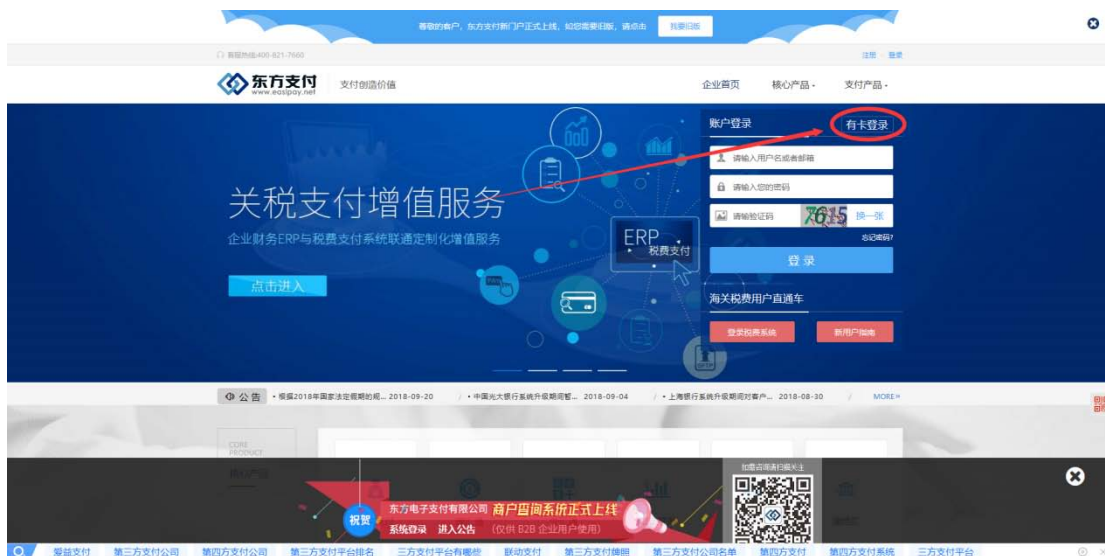 尊敬的客户，东方支付新门户正式上线，如您需要旧版，请点击 我要旧版
客服热线:400-821-7660
注册 登录
东方支付
www.easipay.net
支付创造价值
企业首页 核心产品 支付产品
账户登录 有卡登录
请输入用户名或者邮箱
请输入您的密码
请输入验证码 7615 换一张
忘记密码?
登录
海关税费用户直通车
登录税费系统 新用户指南
关税支付增值服务
企业财务ERP与税费支付系统联通定制化增值服务
点击进入
ERP
税费支付
公告 • 根据2018年国家法定假期的规... 2018-09-20 / • 中国光大银行系统升级期间暂... 2018-09-04 / • 上海银行系统升级期间对客户... 2018-08-30 / MORE»
CORE
PRODUCT
核心产品
加微咨询请扫描关注
祝贺
东方电子支付有限公司 商户查询系统正式上线
系统登录 进入公告 (仅供 B2B 企业用户使用)
爱益支付 第三方支付公司 第四方支付公司 第三方支付平台排名 三方支付平台有哪些 联动支付 第三方支付牌照 第三方支付公司名单 第四方支付 第四方支付系统 三方支付平台